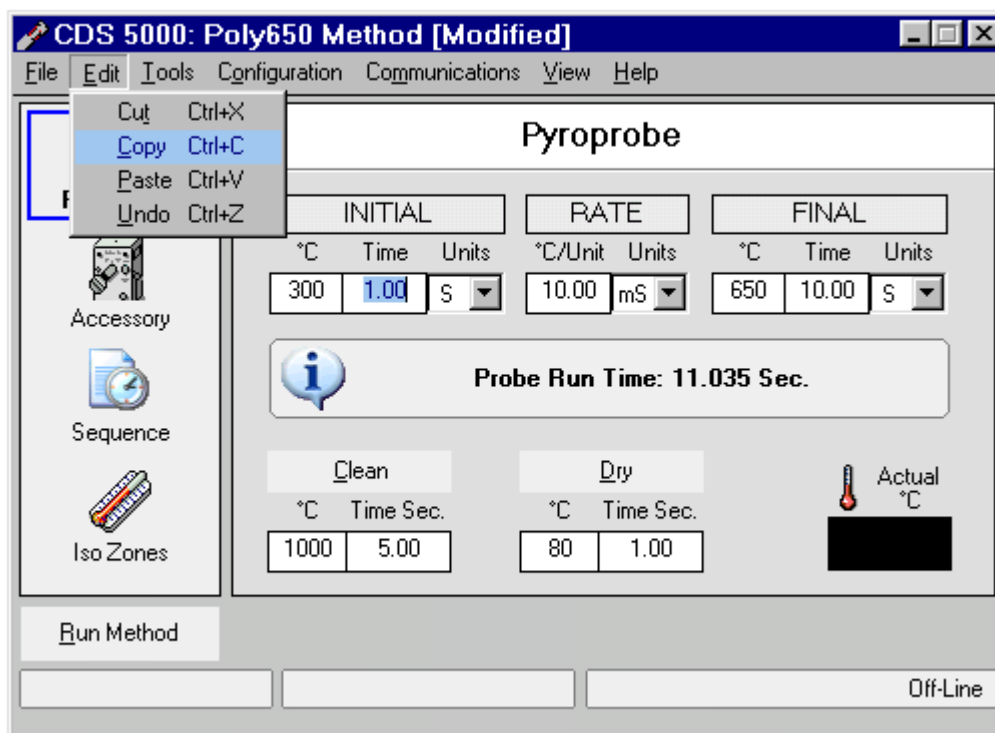 CDS 5000: Poly650 Method [Modified]
File Edit Tools Configuration Communications View Help
Cut Ctrl+X
Copy Ctrl+C
Paste Ctrl+V
Undo Ctrl+Z
Pyroprobe
INITIAL RATE FINAL
°C Time Units °C/Unit Units °C Time Units
300 1.00 S 10.00 mS 650 10.00 S
Accessory
Probe Run Time: 11.035 Sec.
Sequence
Clean Dry
Actual
°C
°C Time Sec. °C Time Sec.
1000 5.00 80 1.00
Iso Zones
Run Method
Off-Line